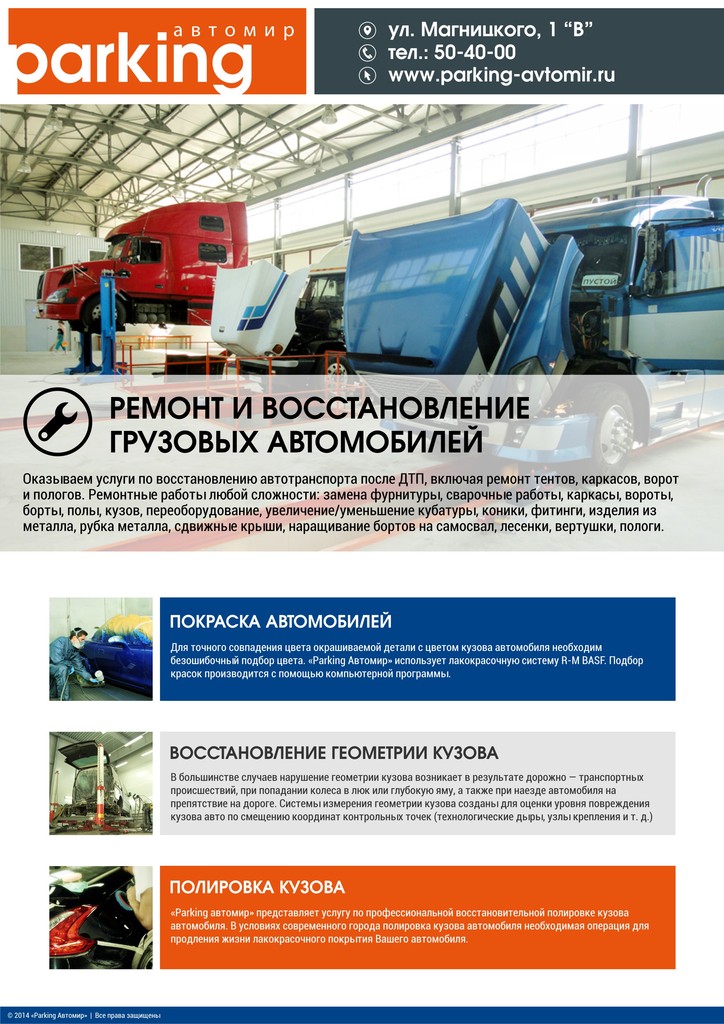 автомир
parking
ул. Магницкого, 1 “В”
тел.: 50-40-00
www.parking-avtomir.ru
ПУСТОЙ
РЕМОНТ И ВОССТАНОВЛЕНИЕ
ГРУЗОВЫХ АВТОМОБИЛЕЙ
Оказываем услуги по восстановлению автотранспорта после ДТП, включая ремонт тентов, каркасов, ворот
и пологов. Ремонтные работы любой сложности: замена фурнитуры, сварочные работы, каркасы, вороты,
борты, полы, кузов, переоборудование, увеличение/уменьшение кубатуры, коники, фитинги, изделия из
металла, рубка металла, сдвижные крыши, наращивание бортов на самосвал, лесенки, вертушки, пологи.
ПОКРАСКА АВТОМОБИЛЕЙ
Для точного совпадения цвета окрашиваемой детали с цветом кузова автомобиля необходим
безошибочный подбор цвета. «Parking Автомир» использует лакокрасочную систему R-M BASF. Подбор
красок производится с помощью компьютерной программы.
ВОССТАНОВЛЕНИЕ ГЕОМЕТРИИ КУЗОВА
В большинстве случаев нарушение геометрии кузова возникает в результате дорожно — транспортных
происшествий, при попадании колеса в люк или глубокую яму, а также при наезде автомобиля на
препятствие на дороге. Системы измерения геометрии кузова созданы для оценки уровня повреждения
кузова авто по смещению координат контрольных точек (технологические дыры, узлы крепления и т. д.)
ПОЛИРОВКА КУЗОВА
«Parking автомир» представляет услугу по профессиональной восстановительной полировке кузова
автомобиля. В условиях современного города полировка кузова автомобиля необходимая операция для
продления жизни лакокрасочного покрытия Вашего автомобиля.
© 2014 «Parking Автомир» | Все права защищены